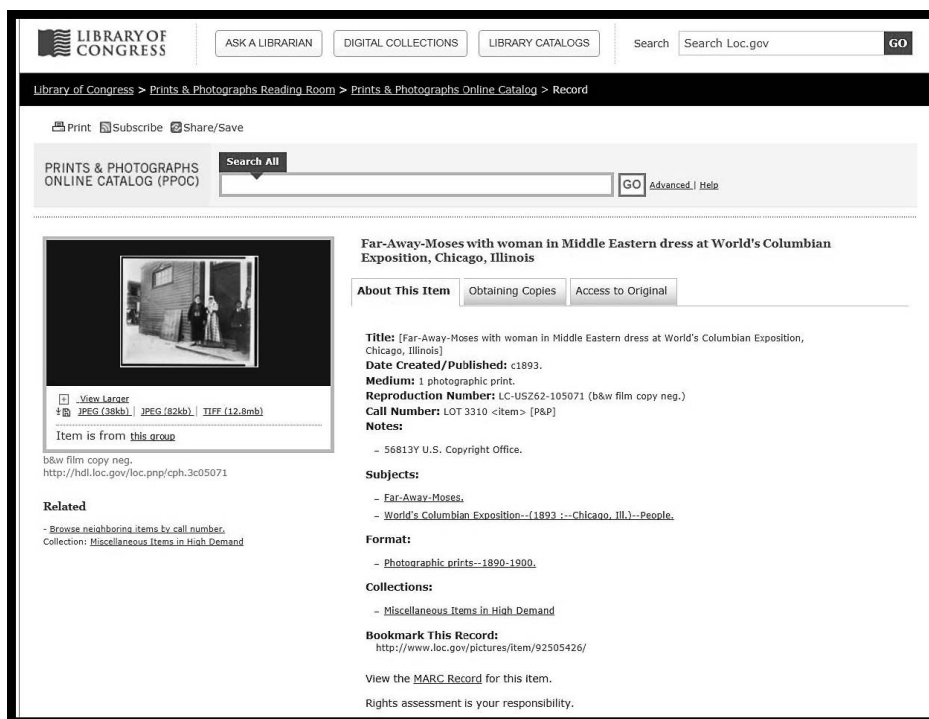 LIBRARY OF
CONGRESS
ASK A LIBRARIAN
DIGITAL COLLECTIONS
LIBRARY CATALOGS
Search
Search Loc.gov
GO
Library of Congress > Prints & Photographs Reading Room > Prints & Photographs Online Catalog > Record
Print Subscribe Share/Save
PRINTS & PHOTOGRAPHS
ONLINE CATALOG (PPOC)
Search All
GO Advanced | Help
View Larger
JPEG (38kb) | JPEG (82kb) | TIFF (12.8mb)
Item is from this group
b&w film copy neg.
http://hdl.loc.gov/loc.pnp/cph.3c05071
Related
- Browse neighboring items by call number.
Collection: Miscellaneous Items in High Demand
Far-Away-Moses with woman in Middle Eastern dress at World's Columbian
Exposition, Chicago, Illinois
About This Item
Obtaining Copies
Access to Original
Title: [Far-Away-Moses with woman in Middle Eastern dress at World's Columbian Exposition,
Chicago, Illinois]
Date Created/Published: c1893.
Medium: 1 photographic print.
Reproduction Number: LC-USZ62-105071 (b&w film copy neg.)
Call Number: LOT 3310 <item> [P&P]
Notes:
- 56813Y U.S. Copyright Office.
Subjects:
- Far-Away-Moses.
- World's Columbian Exposition--(1893 :--Chicago, Ill.)--People.
Format:
- Photographic prints--1890-1900.
Collections:
- Miscellaneous Items in High Demand
Bookmark This Record:
http://www.loc.gov/pictures/item/92505426/
View the MARC Record for this item.
Rights assessment is your responsibility.